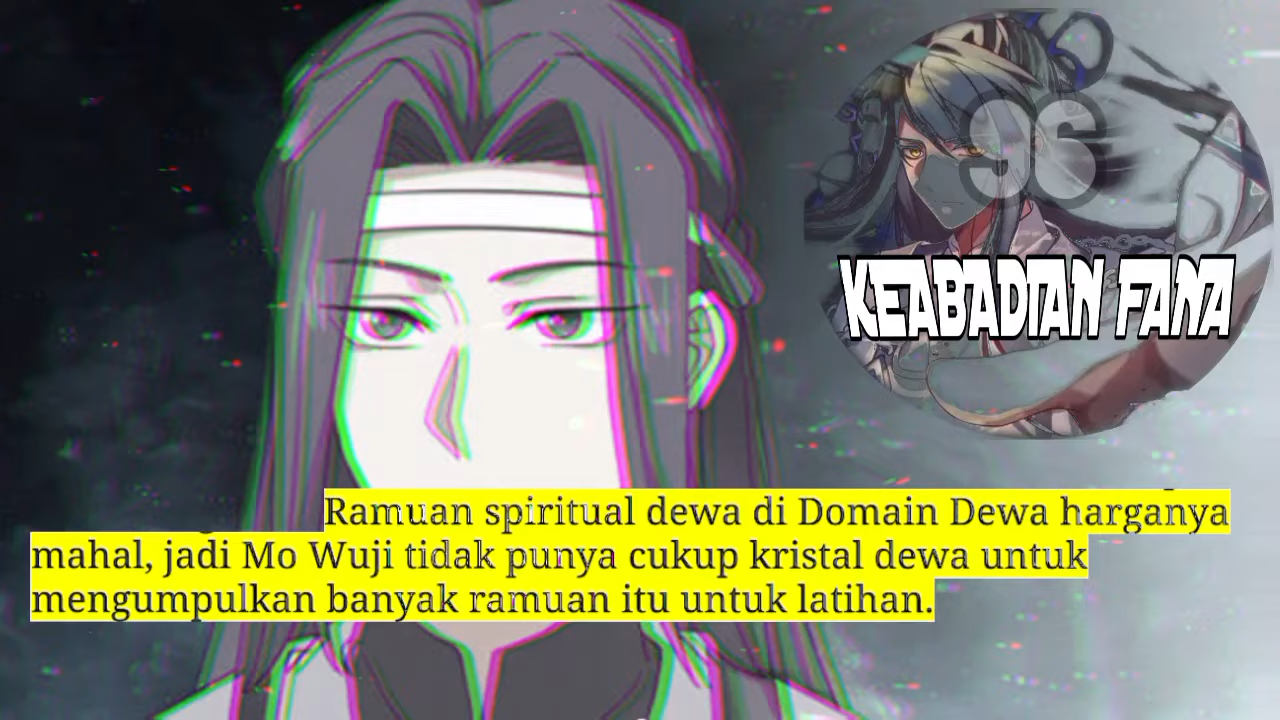 96
KEABADIAN FANA
Ramuan spiritual dewa di Domain Dewa harganya
mahal, jadi Mo Wuji tidak punya cukup kristal dewa untuk
mengumpulkan banyak ramuan itu untuk latihan.